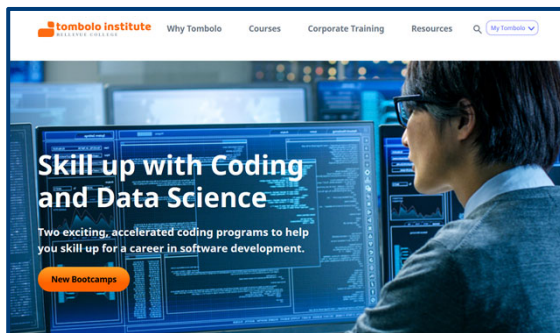 tombolo institute
BELLEVUE COLLEGE
Why Tombolo
Courses
Corporate Training
Resources
My Tombolo
Skill up with Coding
and Data Science
Two exciting, accelerated coding programs to help
you skill up for a career in software development.
New Bootcamps